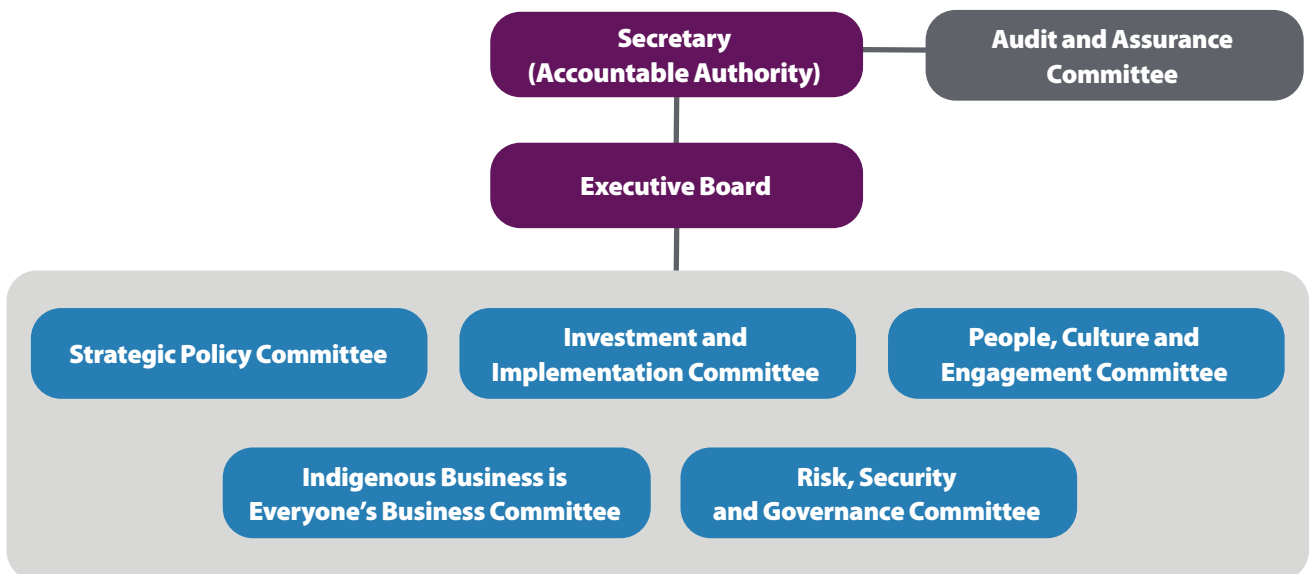 Secretary
(Accountable Authority)
Audit and Assurance
Committee
Executive Board
Strategic Policy Committee
Investment and
Implementation Committee
People, Culture and
Engagement Committee
Indigenous Business is
Everyone’s Business Committee
Risk, Security
and Governance Committee